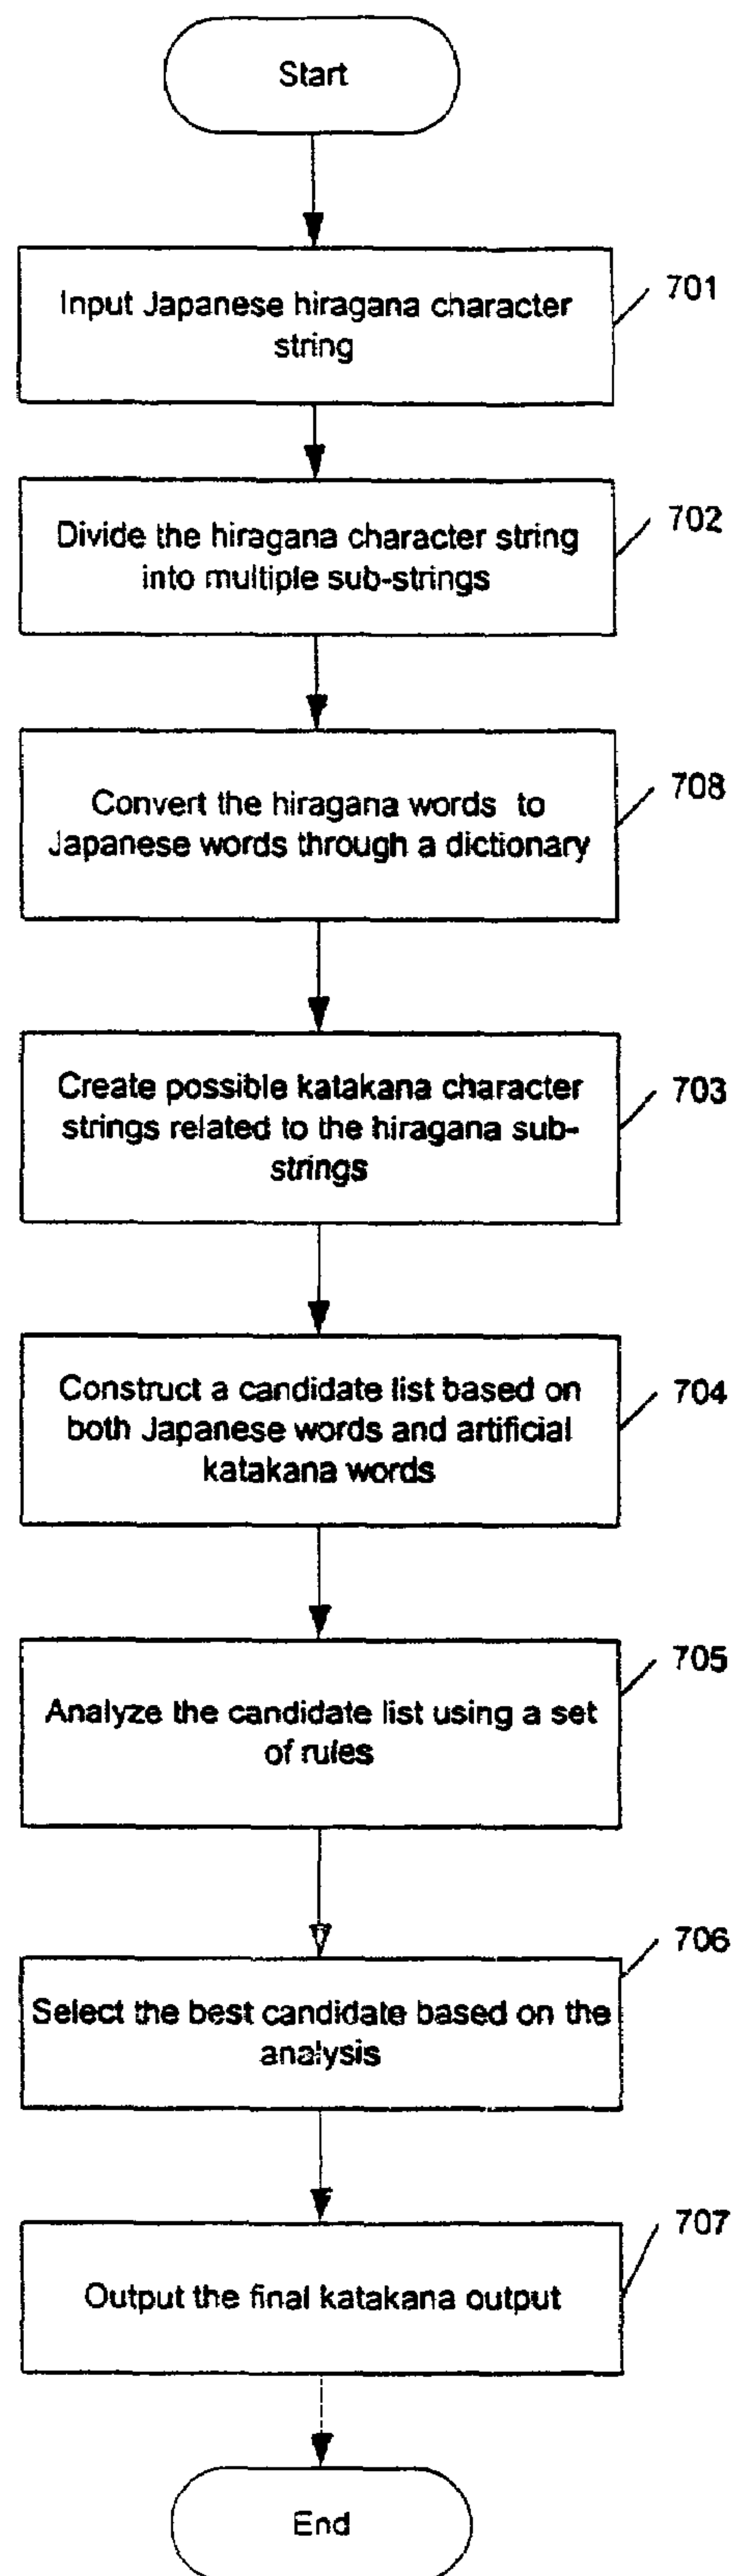 Start
Input Japanese hiragana character
string
701
Divide the hiragana character string
into multiple sub-strings
702
Convert the hiragana words to
Japanese words through a dictionary
708
Create possible katakana character
strings related to the hiragana sub-
strings
703
Construct a candidate list based on
both Japanese words and artificial
katakana words
704
Analyze the candidate list using a set
of rules
705
Select the best candidate based on the
analysis
706
Output the final katakana output
707
End